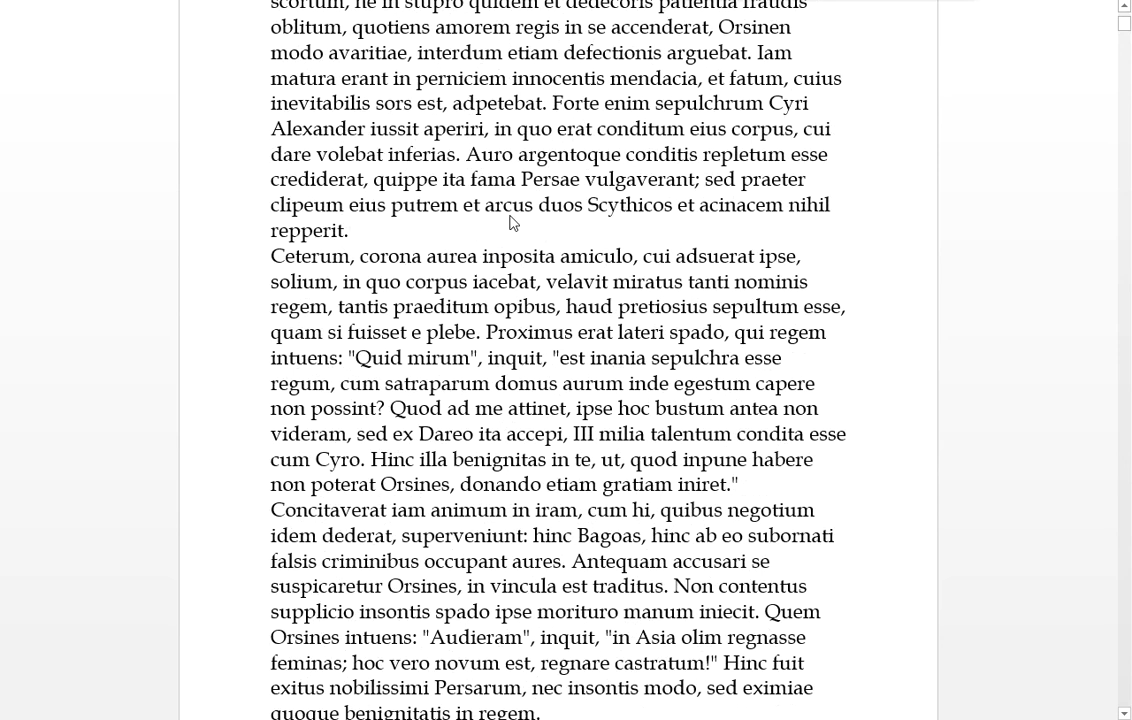 scortum, ne in stupro quidem et dedecoris patientia fraudis
oblitum, quotiens amorem regis in se accenderat, Orsinen
modo avaritiae, interdum etiam defectionis arguebat. Iam
matura erant in perniciem innocentis mendacia, et fatum, cuius
inevitabilis sors est, adpetebat. Forte enim sepulchrum Cyri
Alexander iussit aperiri, in quo erat conditum eius corpus, cui
dare volebat inferias. Auro argentoque conditis repletum esse
crediderat, quippe ita fama Persae vulgaverant; sed praeter
clipeum eius putrem et arcus duos Scythicos et acinacem nihil
repperit.
Ceterum, corona aurea inposita amiculo, cui adsuerat ipse,
solium, in quo corpus iacebat, velavit miratus tanti nominis
regem, tantis praeditum opibus, haud pretiosius sepultum esse,
quam si fuisset e plebe. Proximus erat lateri spado, qui regem
intuens: "Quid mirum", inquit, "est inania sepulchra esse
regum, cum satraparum domus aurum inde egestum capere
non possint? Quod ad me attinet, ipse hoc bustum antea non
videram, sed ex Dareo ita accepi, III milia talentum condita esse
cum Cyro. Hinc illa benignitas in te, ut, quod inpune habere
non poterat Orsines, donando etiam gratiam iniret."
Concitaverat iam animum in iram, cum hi, quibus negotium
idem dederat, superveniunt: hinc Bagoas, hinc ab eo subornati
falsis criminibus occupant aures. Antequam accusari se
suspicaretur Orsines, in vincula est traditus. Non contentus
supplicio insontis spado ipse morituro manum iniecit. Quem
Orsines intuens: "Audieram", inquit, "in Asia olim regnasse
feminas; hoc vero novum est, regnare castratum!" Hinc fuit
exitus nobilissimi Persarum, nec insontis modo, sed eximiae
quoque benignitatis in regem.